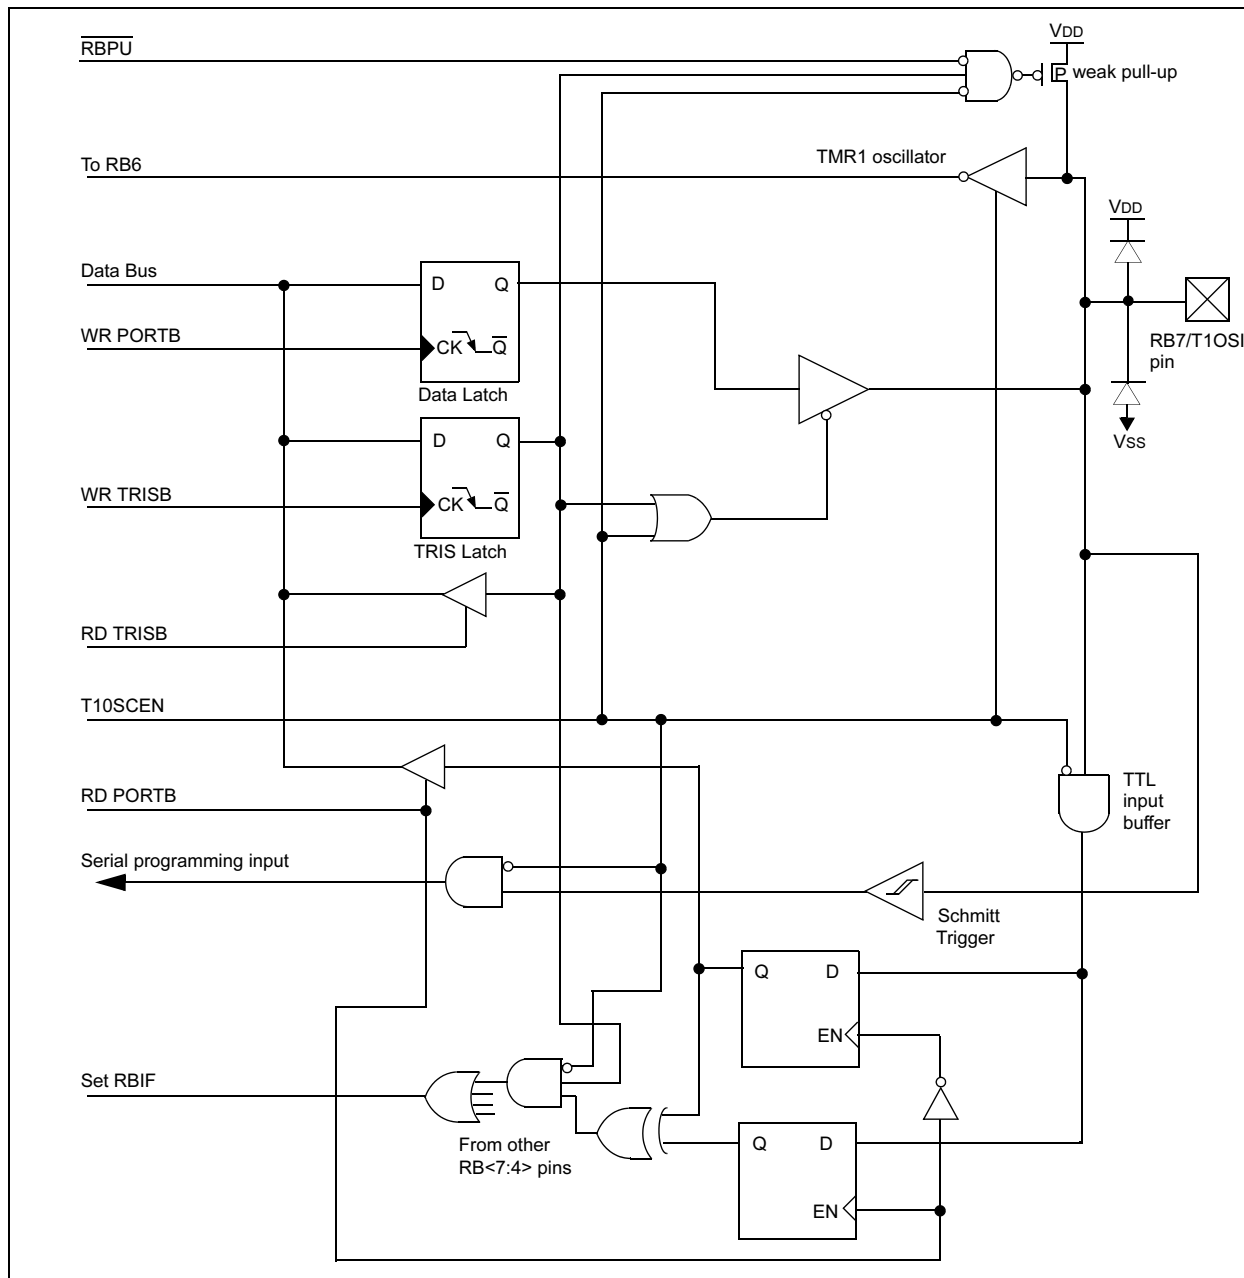 VDD
RBPU
P weak pull-up
To RB6
TMR1 oscillator
VDD
Data Bus
D Q
WR PORTB
CK Q
Data Latch
RB7/T1OSI
pin
D Q
VSS
WR TRISB
CK Q
TRIS Latch
RD TRISB
T10SCEN
RD PORTB
TTL
input
buffer
Serial programming input
Schmitt
Trigger
Q D
EN
Set RBIF
From other
RB<7:4> pins
Q D
EN